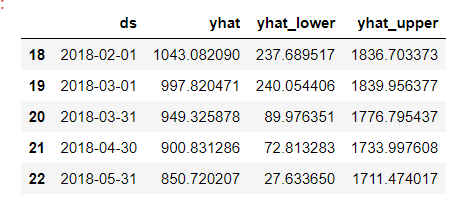 :
ds yhat yhat_lower yhat_upper
18 2018-02-01 1043.082090 237.689517 1836.703373
19 2018-03-01 997.820471 240.054406 1839.956377
20 2018-03-31 949.325878 89.976351 1776.795437
21 2018-04-30 900.831286 72.813283 1733.997608
22 2018-05-31 850.720207 27.633650 1711.474017